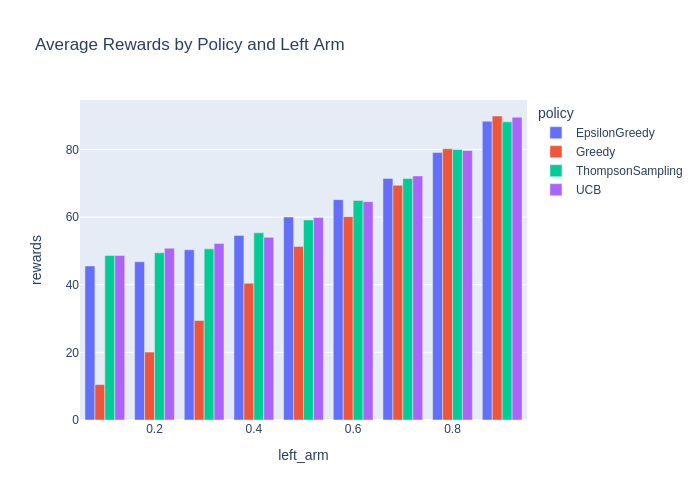 Average Rewards by Policy and Left Arm
policy
EpsilonGreedy
Greedy
ThompsonSampling
UCB
rewards
80
60
40
20
0
0.2 0.4 0.6 0.8
left_arm